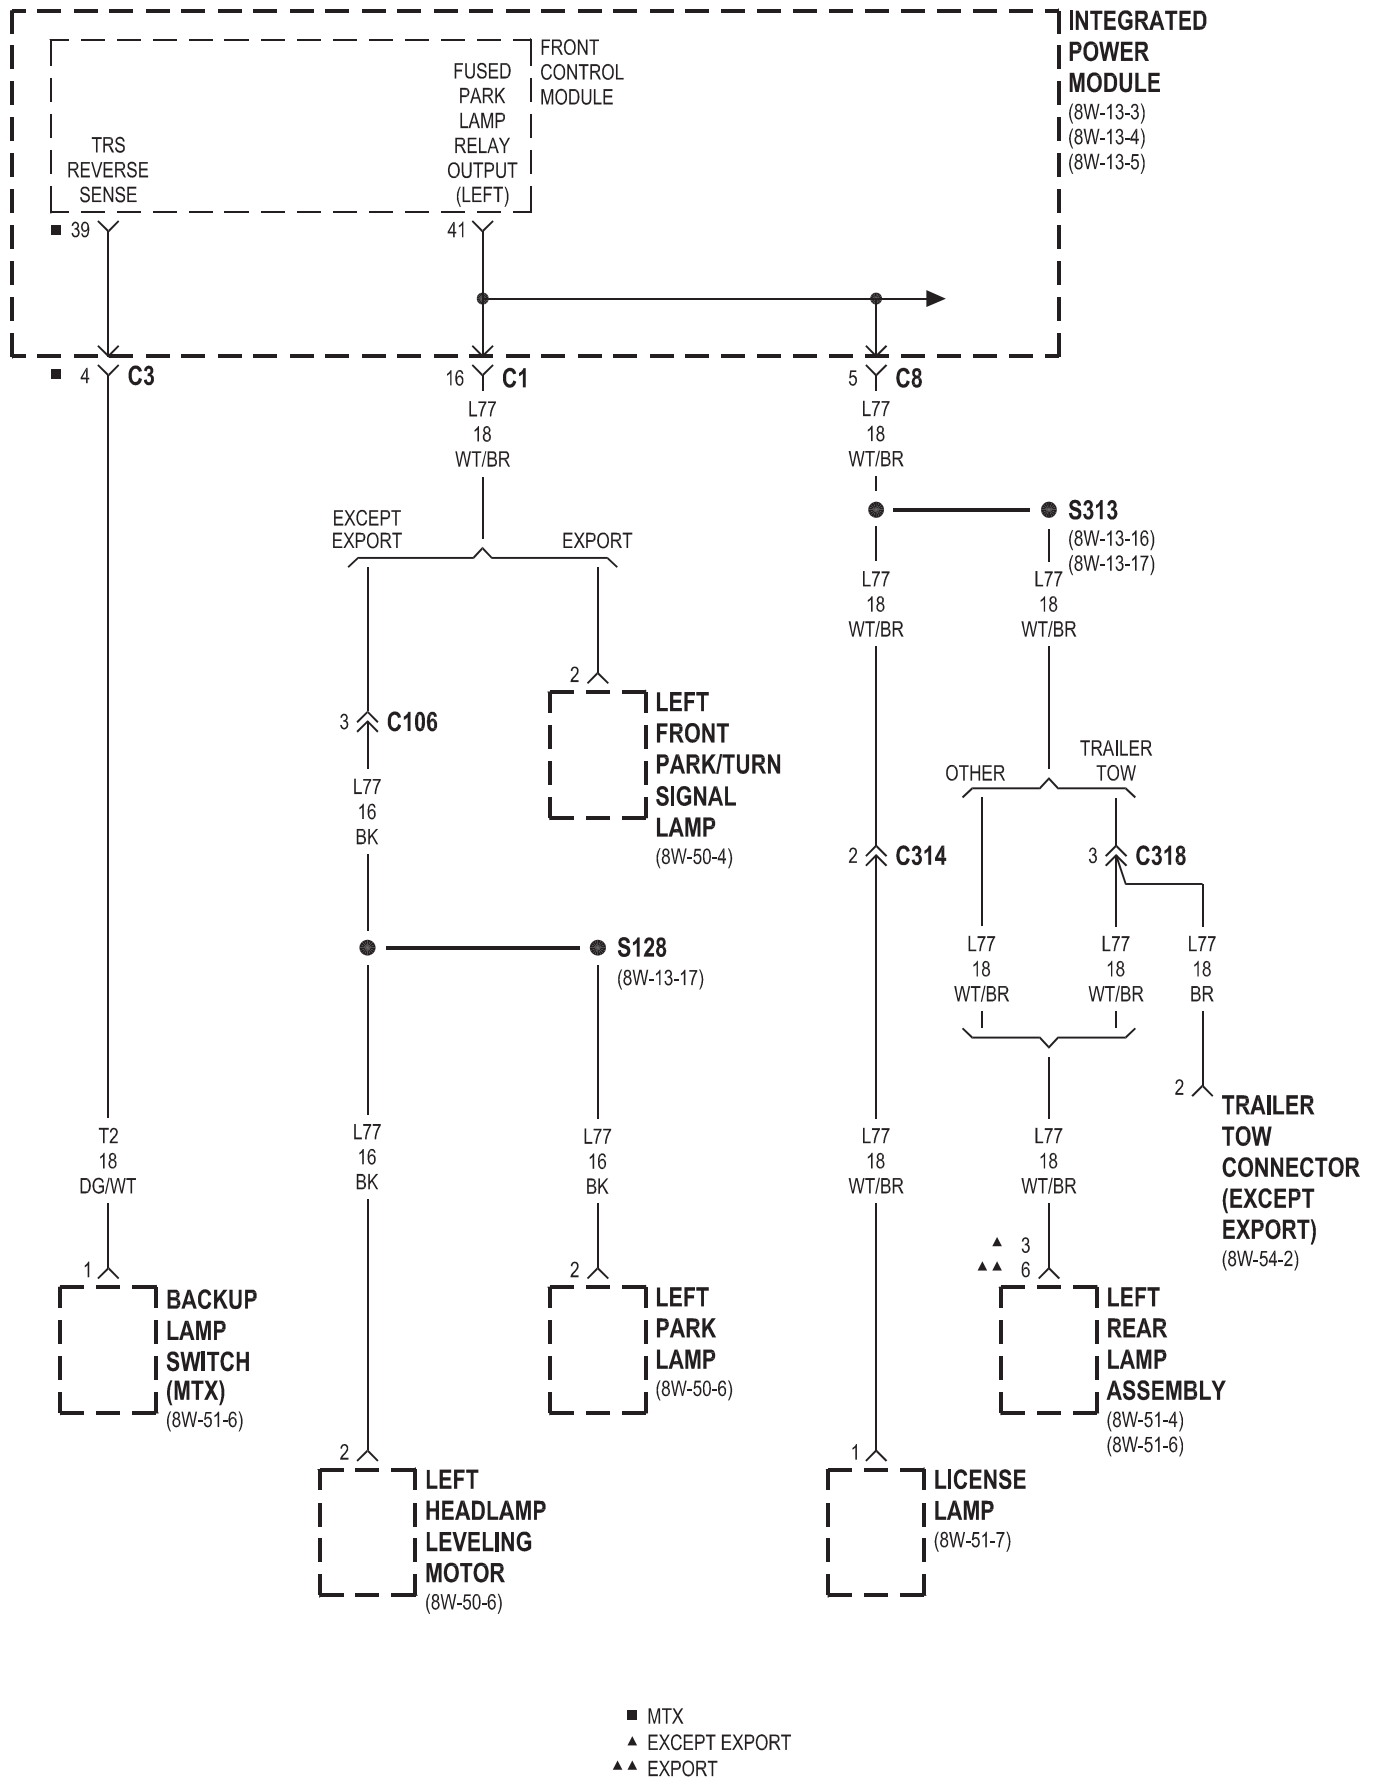 INTEGRATED
POWER
MODULE
(8W-13-3)
(8W-13-4)
(8W-13-5)
FRONT
CONTROL
MODULE
FUSED
PARK
LAMP
RELAY
OUTPUT
(LEFT)
TRS
REVERSE
SENSE
39
41
4 C3
16 C1
5 C8
L77
18
WT/BR
L77
18
WT/BR
S313
(8W-13-16)
(8W-13-17)
EXCEPT
EXPORT
EXPORT
L77
18
WT/BR
L77
18
WT/BR
2
LEFT
FRONT
PARK/TURN
SIGNAL
LAMP
(8W-50-4)
3 C106
L77
16
BK
OTHER
TRAILER
TOW
2 C314
3 C318
S128
(8W-13-17)
L77
18
WT/BR
L77
18
WT/BR
L77
18
BR
2
TRAILER
TOW
CONNECTOR
(EXCEPT
EXPORT)
(8W-54-2)
T2
18
DG/WT
L77
16
BK
L77
16
BK
L77
18
WT/BR
L77
18
WT/BR
1
BACKUP
LAMP
SWITCH
(MTX)
(8W-51-6)
2
LEFT
PARK
LAMP
(8W-50-6)
▲ 3
▲▲ 6
LEFT
REAR
LAMP
ASSEMBLY
(8W-51-4)
(8W-51-6)
2
LEFT
HEADLAMP
LEVELING
MOTOR
(8W-50-6)
1
LICENSE
LAMP
(8W-51-7)
■ MTX
▲ EXCEPT EXPORT
▲▲ EXPORT